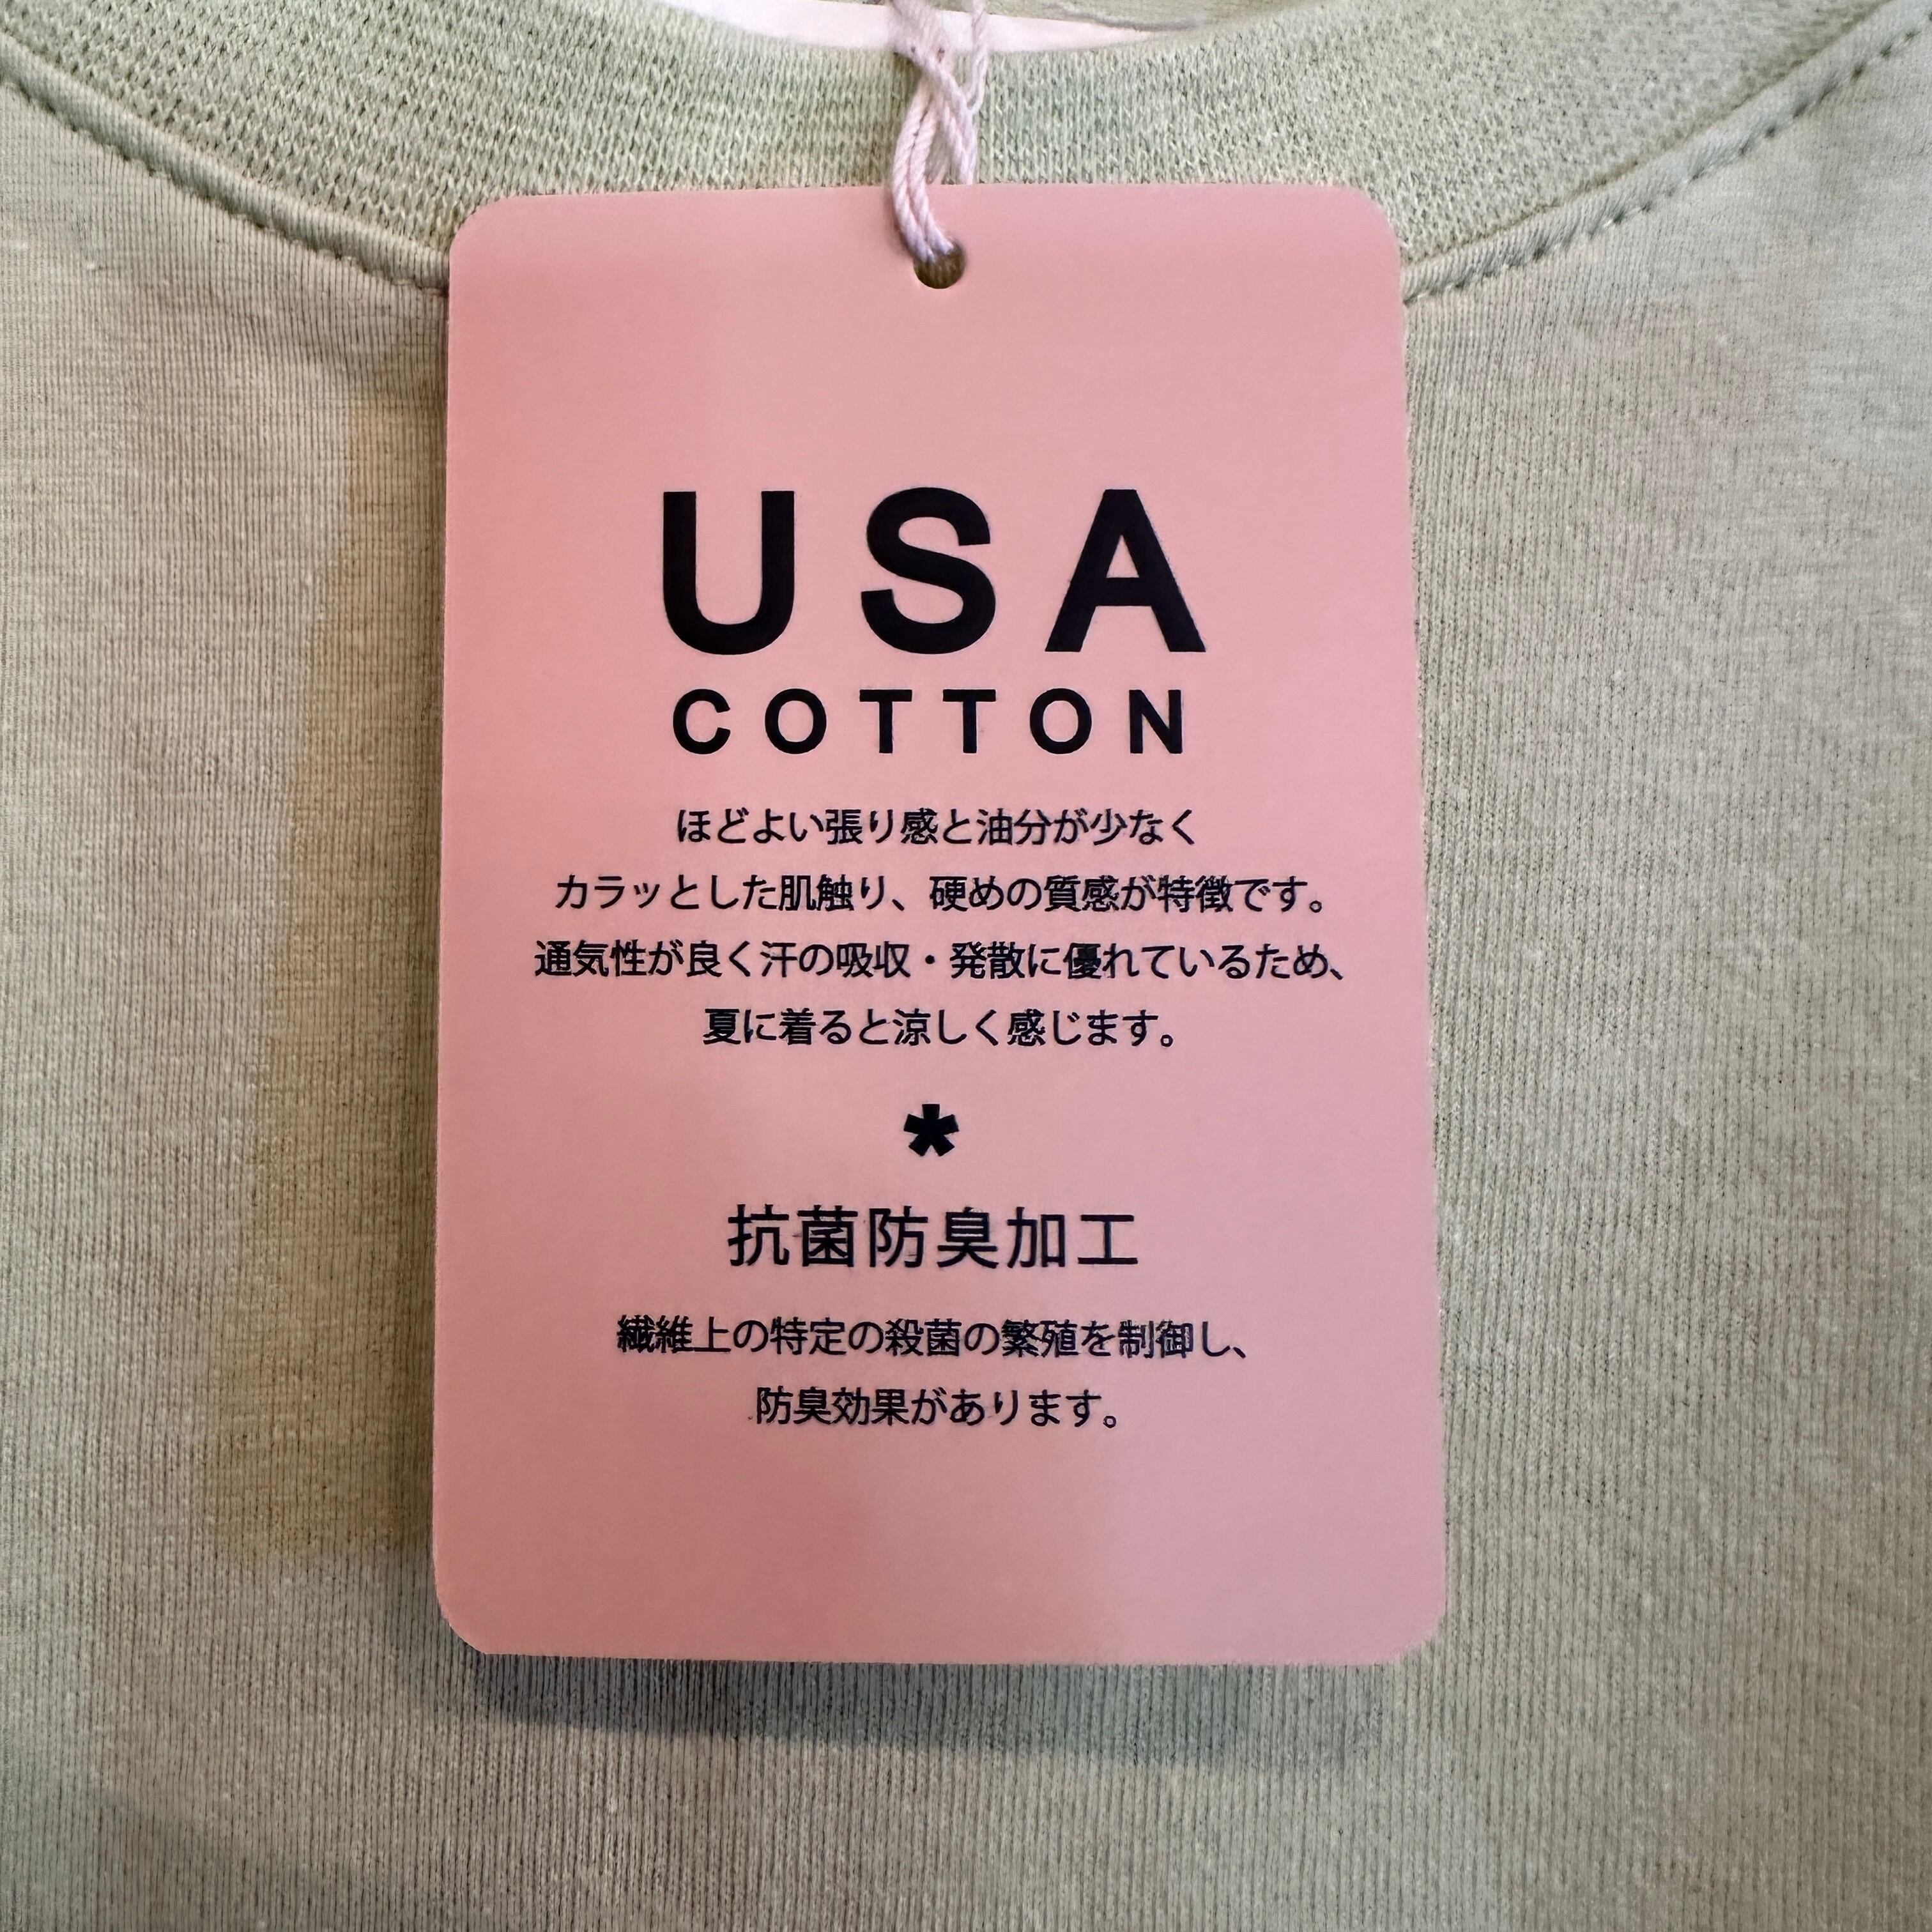 USA
COTTON
ほどよい張り感と油分が少なく
カラッとした肌触り、硬めの質感が特徴です。
通気性が良く汗の吸収・発散に優れているため、
夏に着ると涼しく感じます。
*
抗菌防臭加工
繊維上の特定の殺菌の繁殖を制御し、
防臭効果があります。